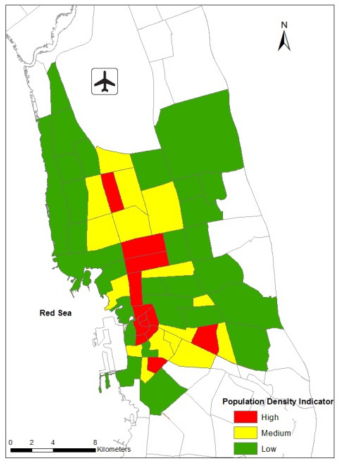 N
Red Sea
Population Density Indicator
High
Medium
Low
0 2 4 8
Kilometers